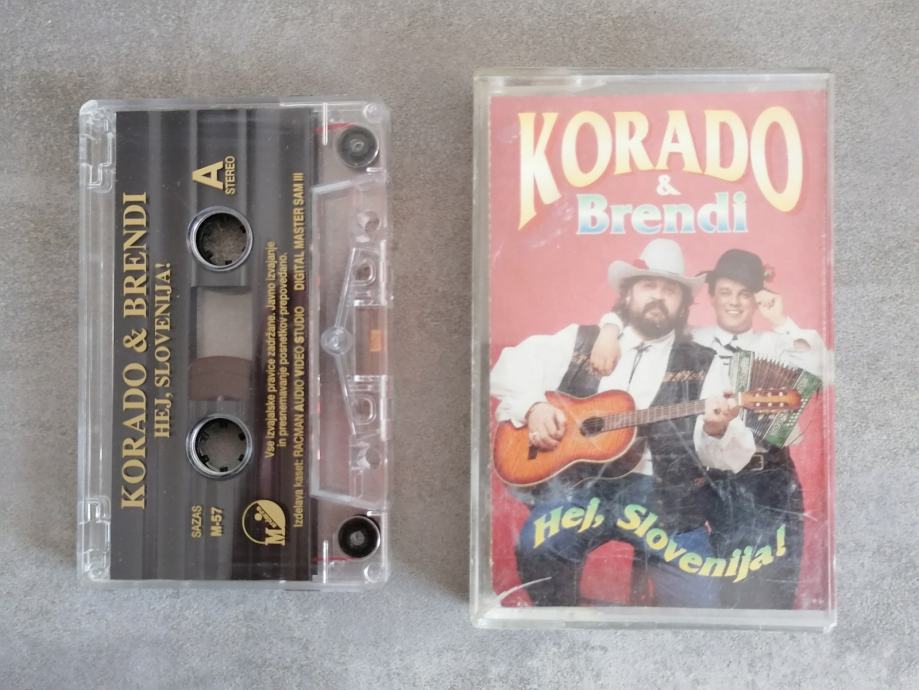 KORADO & BRENDI
HEJ, SLOVENIJA!
A
STEREO
SAZAS
M-57
Vse izvajalske pravice zadržane. Javno izvajanje
in presnemavanje posnetkov prepovedano.
Izdelava kaset: RACMAN AUDIO VIDEO STUDIO DIGITAL MASTER SAM III
M
KORADO
&
Brendi
Hej, Slovenija!